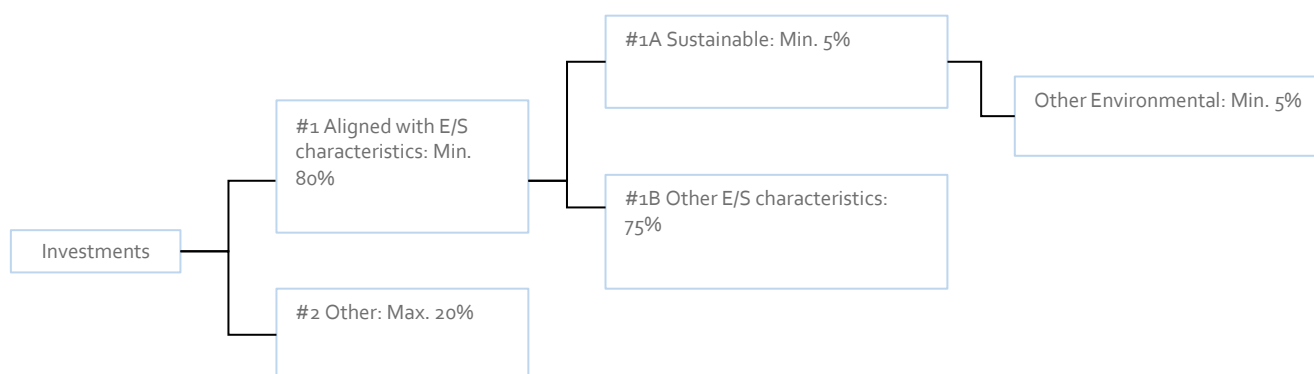 Investments
#1 Aligned with E/S
characteristics: Min.
80%
#2 Other: Max. 20%
#1A Sustainable: Min. 5%
#1B Other E/S characteristics:
75%
Other Environmental: Min. 5%